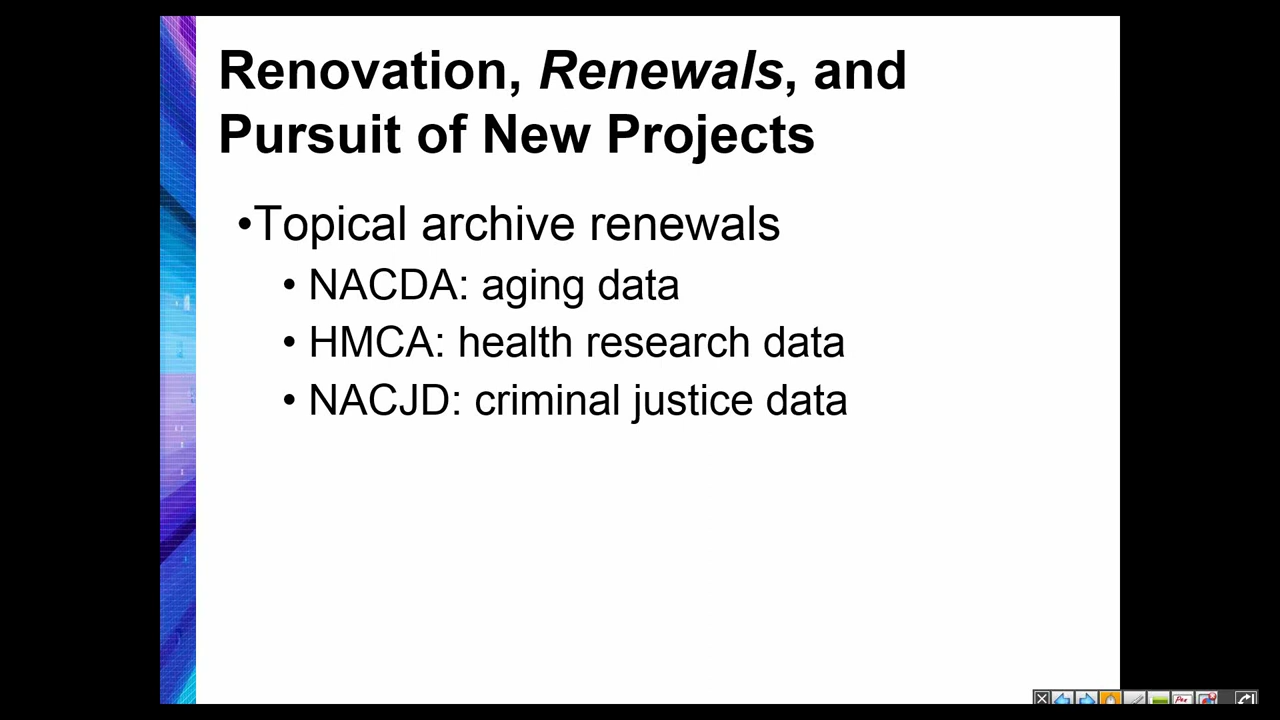 Renovation, Renewals, and
Pursuit of New Projects
•Topical archive renewals
• NACDA: aging data
• HMCA: health research data
• NACJD: criminal justice data